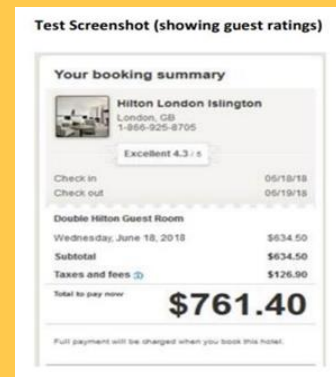 Test Screenshot (showing guest ratings)
Your booking summary
Hilton London Islington
London, GB
1-866-925-8705
Excellent 4.3 / 5
Check in 06/18/18
Check out 06/19/18
Double Hilton Guest Room
Wednesday, June 18, 2018 $634.50
Subtotal $634.50
Taxes and fees $126.90
Total to pay now $761.40
Full payment will be charged when you book this hotel.